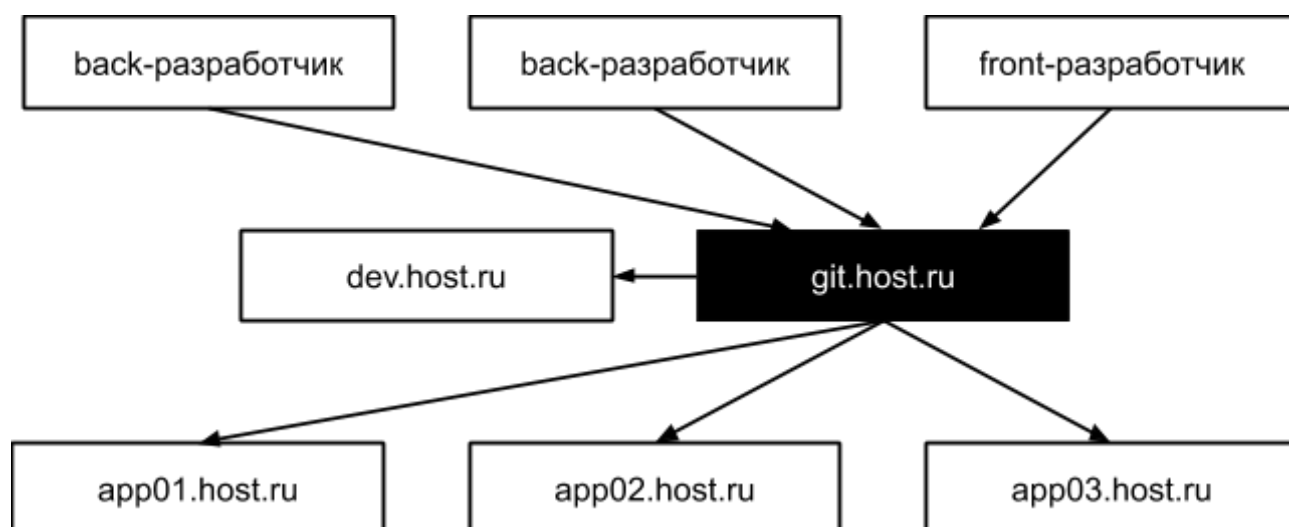 back-разработчик
back-разработчик
front-разработчик
dev.host.ru
git.host.ru
app01.host.ru
app02.host.ru
app03.host.ru